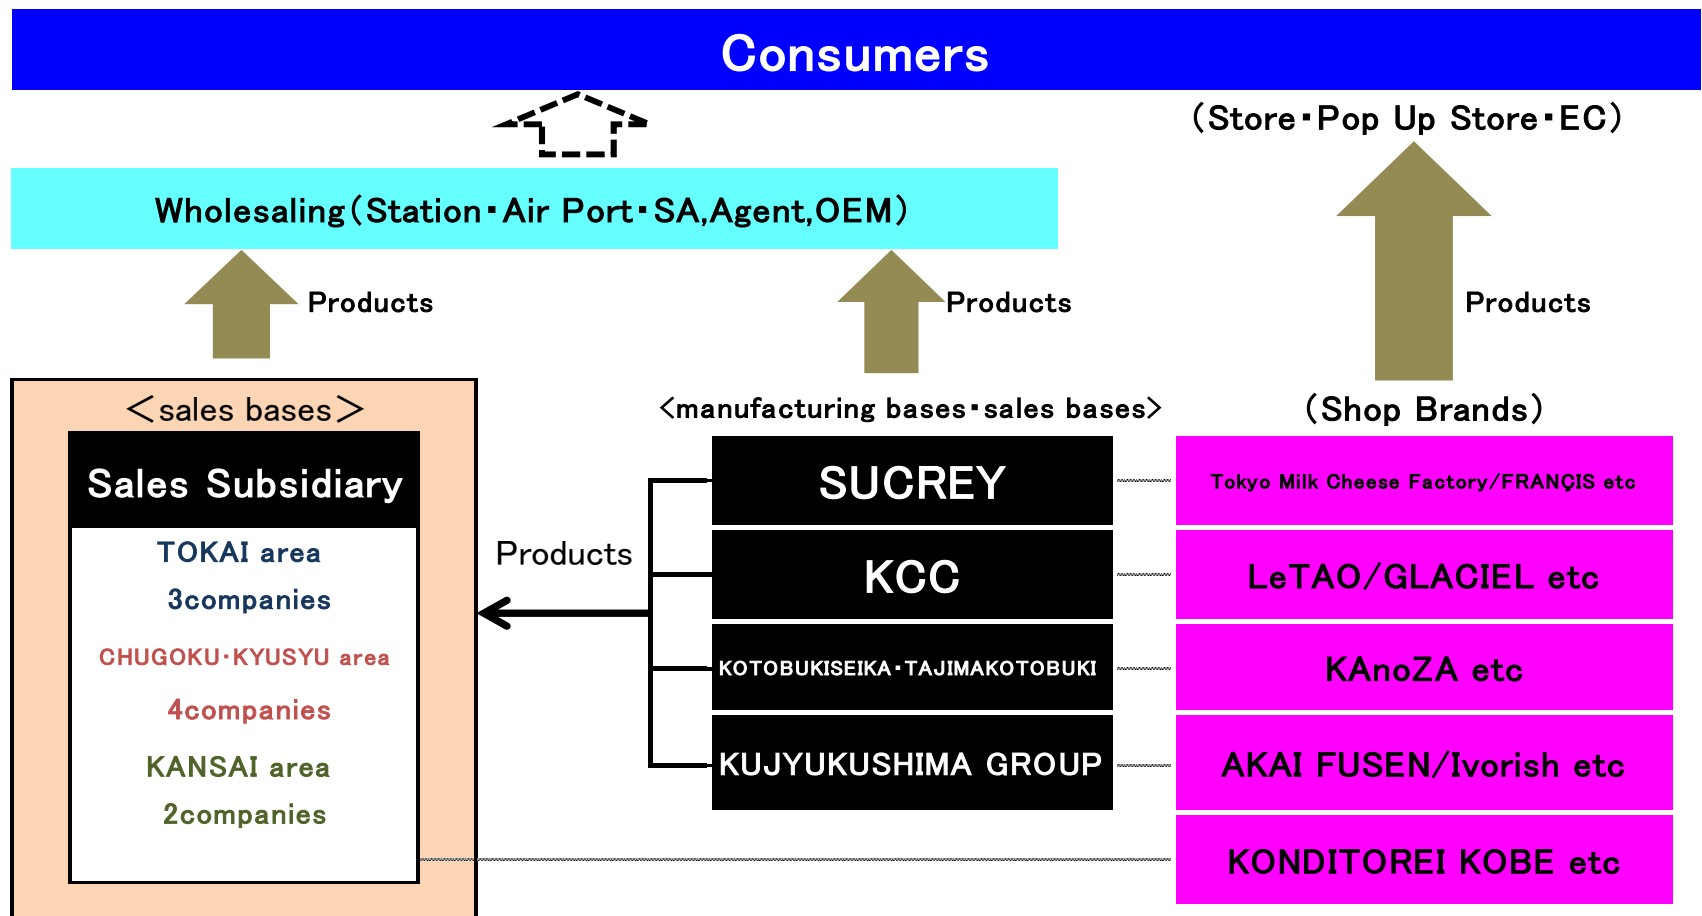 Consumers
（Store・Pop Up Store・EC）
Wholesaling（Station・Air Port・SA,Agent,OEM）
Products
Products
Products
＜sales bases＞
<manufacturing bases・sales bases>
（Shop Brands）
Sales Subsidiary
TOKAI area
3companies
CHUGOKU・KYUSYU area
4companies
KANSAI area
2companies
Products
SUCREY
KCC
KOTOBUKISEIKA・TAJIMAKOTOBUKI
KUJYUKUSHIMA GROUP
Tokyo Milk Cheese Factory/FRANÇIS etc
LeTAO/GLACIEL etc
KAnoZA etc
AKAI FUSEN/Ivorish etc
KONDITOREI KOBE etc